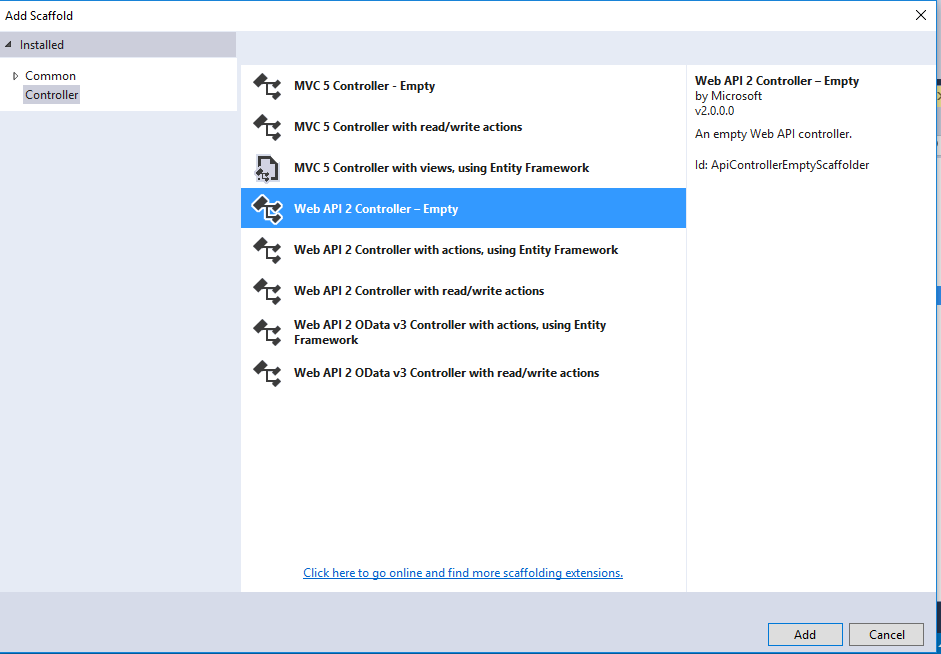 Add Scaffold
Installed
Common
Controller
MVC 5 Controller - Empty
MVC 5 Controller with read/write actions
MVC 5 Controller with views, using Entity Framework
Web API 2 Controller – Empty
Web API 2 Controller with actions, using Entity Framework
Web API 2 Controller with read/write actions
Web API 2 OData v3 Controller with actions, using Entity
Framework
Web API 2 OData v3 Controller with read/write actions
Click here to go online and find more scaffolding extensions.
Web API 2 Controller – Empty
by Microsoft
v2.0.0.0
An empty Web API controller.
Id: ApiControllerEmptyScaffolder
Add
Cancel